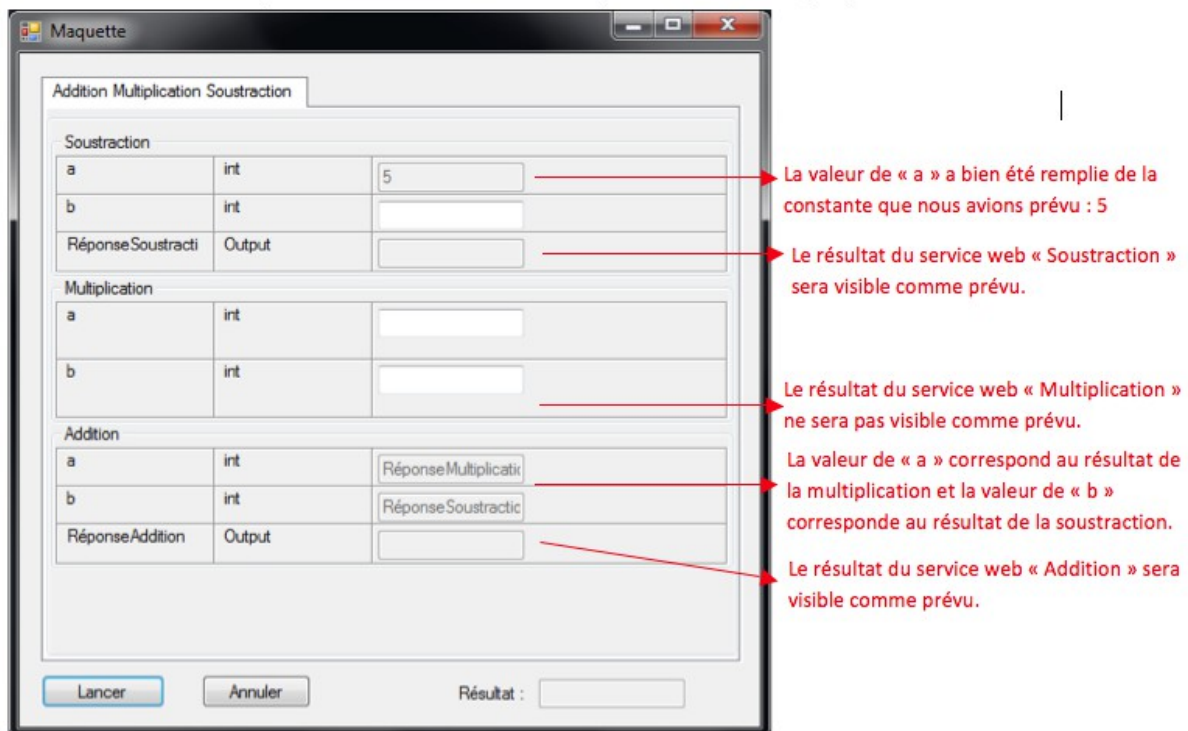 Maquette
Addition Multiplication Soustraction
Soustraction
a int 5
b int
RéponseSoustracti Output
Multiplication
a int
b int
Addition
a int RéponseMultiplicatic
b int RéponseSoustractic
RéponseAddition Output
Lancer Annuler Résultat :
La valeur de « a » a bien été remplie de la
constante que nous avions prévu : 5
Le résultat du service web « Soustraction »
sera visible comme prévu.
Le résultat du service web « Multiplication »
ne sera pas visible comme prévu.
La valeur de « a » correspond au résultat de
la multiplication et la valeur de « b »
corresponde au résultat de la soustraction.
Le résultat du service web « Addition » sera
visible comme prévu.